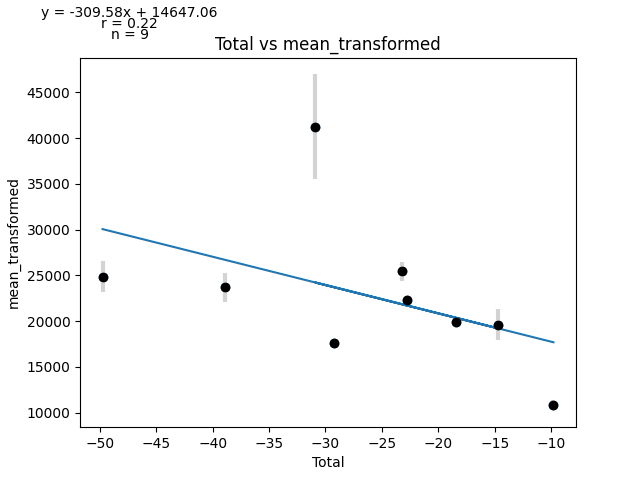 y = -309.58x + 14647.06
r = 0.22
n = 9
Total vs mean_transformed
mean_transformed
45000
40000
35000
30000
25000
20000
15000
10000
−50
−45
−40
−35
−30
−25
−20
−15
−10
Total